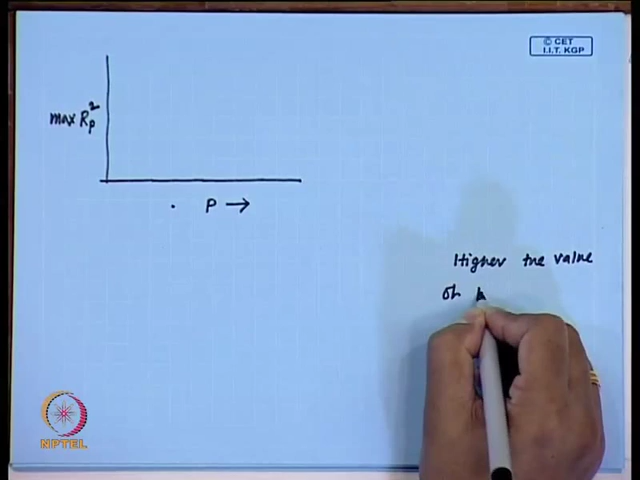 © CET
I.I.T. KGP
max R_p^2
P →
Higher the value
of
NPTEL